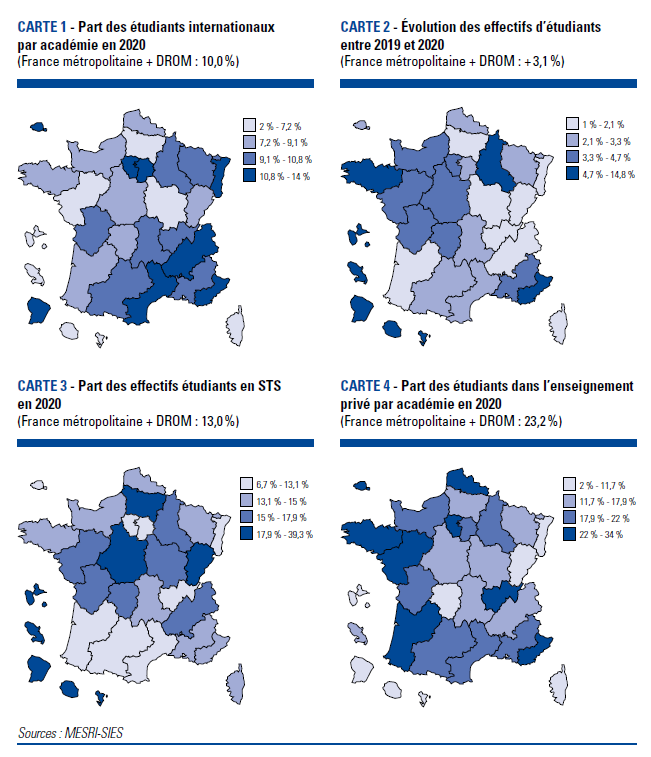 CARTE 1 - Part des étudiants internationaux
par académie en 2020
(France métropolitaine + DROM : 10,0 %)
2 % - 7,2 %
7,2 % - 9,1 %
9,1 % - 10,8 %
10,8 % - 14 %
CARTE 2 - Évolution des effectifs d'étudiants
entre 2019 et 2020
(France métropolitaine + DROM : + 3,1 %)
1 % - 2,1 %
2,1 % - 3,3 %
3,3 % - 4,7 %
4,7 % - 14,8 %
CARTE 3 - Part des effectifs étudiants en STS
en 2020
(France métropolitaine + DROM : 13,0 %)
6,7 % - 13,1 %
13,1 % - 15 %
15 % - 17,9 %
17,9 % - 39,3 %
CARTE 4 - Part des étudiants dans l'enseignement
privé par académie en 2020
(France métropolitaine + DROM : 23,2 %)
2 % - 11,7 %
11,7 % - 17,9 %
17,9 % - 22 %
22 % - 34 %
Sources : MESRI-SIES